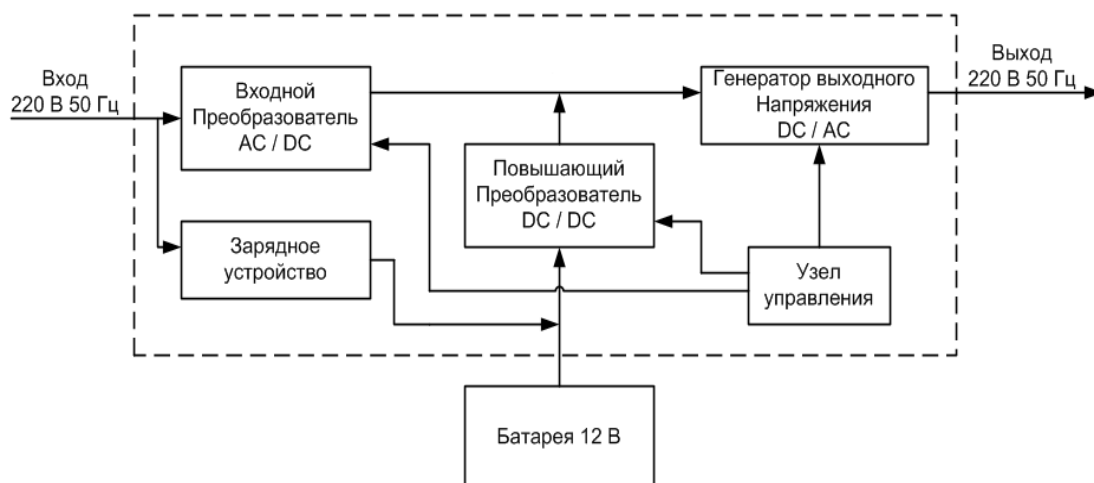 Вход
220 В 50 Гц
Входной
Преобразователь
AC / DC
Генератор выходного
Напряжения
DC / AC
Выход
220 В 50 Гц
Повышающий
Преобразователь
DC / DC
Зарядное
устройство
Узел
управления
Батарея 12 В